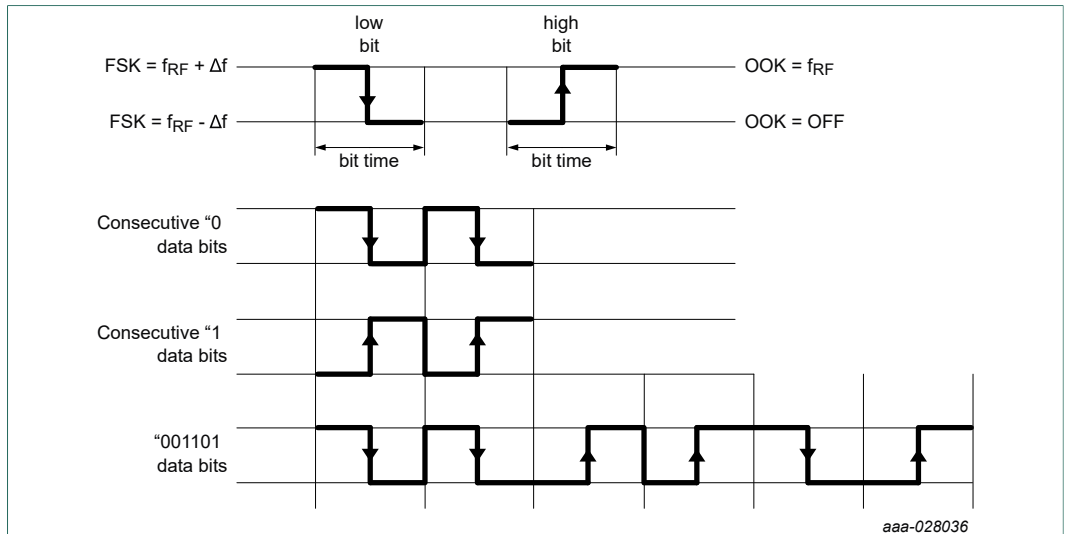 low
bit
high
bit
FSK = fRF + Δf
OOK = fRF
FSK = fRF - Δf
OOK = OFF
bit time
bit time
Consecutive “0
data bits
Consecutive “1
data bits
“001101
data bits
aaa-028036